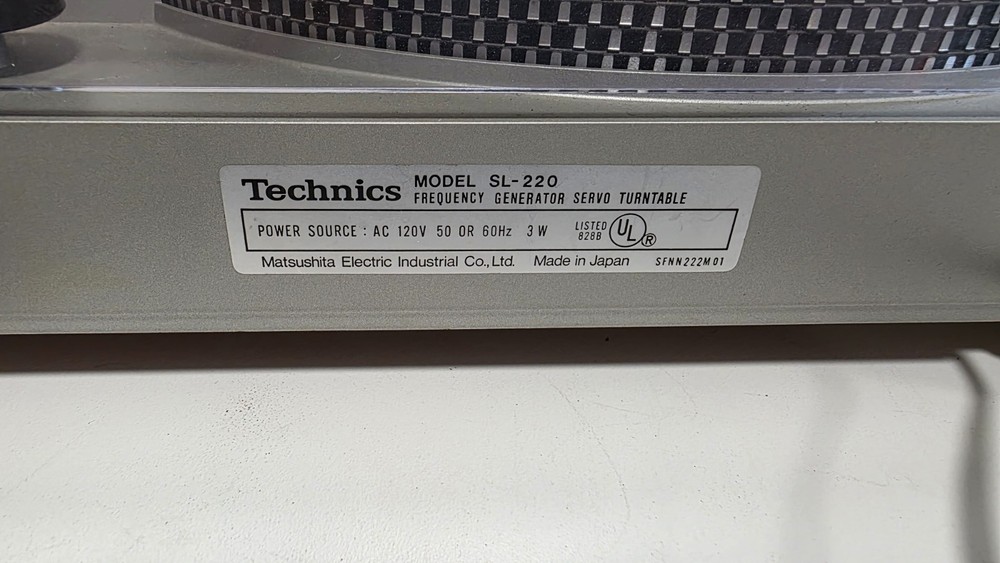 Technics MODEL SL-220
FREQUENCY GENERATOR SERVO TURNTABLE
POWER SOURCE : AC 120V 50 OR 60Hz 3W LISTED 828B UL ®
Matsushita Electric Industrial Co., Ltd. Made in Japan SFNN222M01